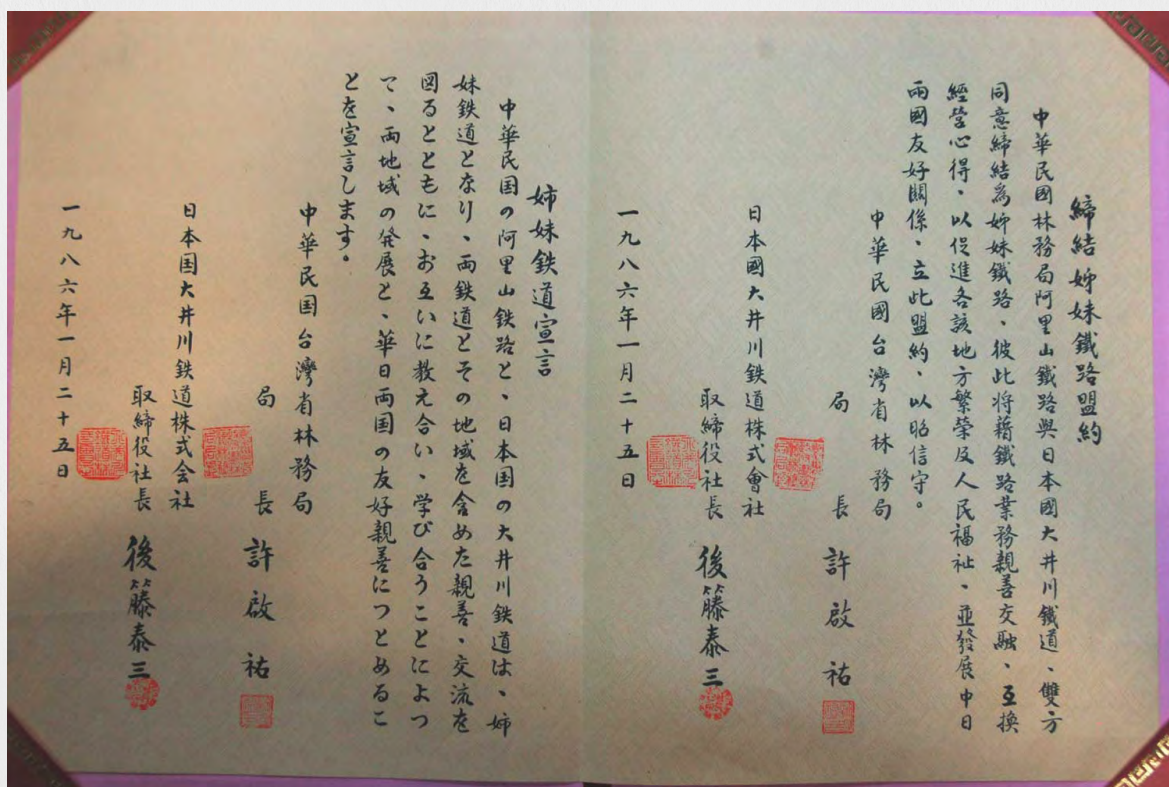 締結姊妹鐵路盟約
中華民國林務局阿里山鐵路與日本國大井川鐵道、雙方
同意締結為姊妹鐵路、彼此將藉鐵路業務親善交融、互換
經營心得、以促進各該地方繁榮及人民福祉、並發展中日
兩國友好關係、立此盟約、以昭信守。
中華民國台灣省林務局
局長 許啟祐
日本國大井川鉄道株式會社
取締役社長 後藤泰三
一九八六年一月二十五日
姉妹鉄道宣言
中華民国の阿里山鉄路と、日本国の大井川鉄道は、姉
妹鉄道となり、両鉄道とその地域を含めた親善、交流を
図るとともに、お互いに教え合い、学び合うことによっ
て、両地域の発展と、華日両国の友好親善につとめるこ
とを宣言します。
中華民国台湾省林務局
局長 許啟祐
日本国大井川鉄道株式会社
取締役社長 後藤泰三
一九八六年一月二十五日